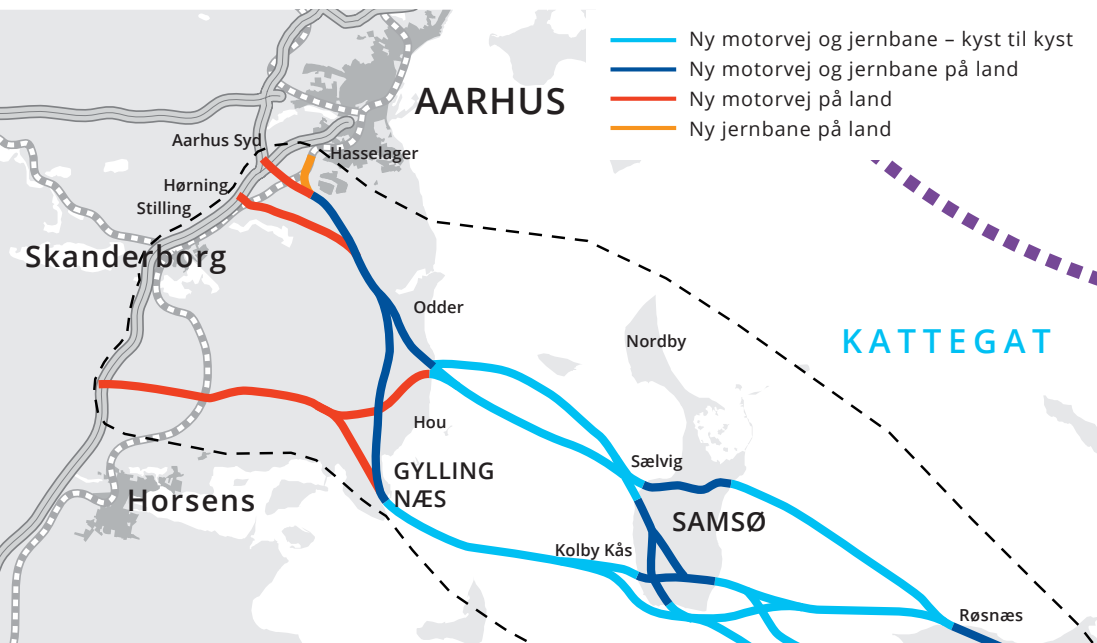 Ny motorvej og jernbane – kyst til kyst
Ny motorvej og jernbane på land
Ny motorvej på land
Ny jernbane på land
AARHUS
Aarhus Syd
Hasselager
Hørning
Stilling
Skanderborg
Odder
Nordby
KATTEGAT
Hou
Sælvig
GYLLING
NÆS
Horsens
SAMSØ
Kolby Kås
Røsnæs